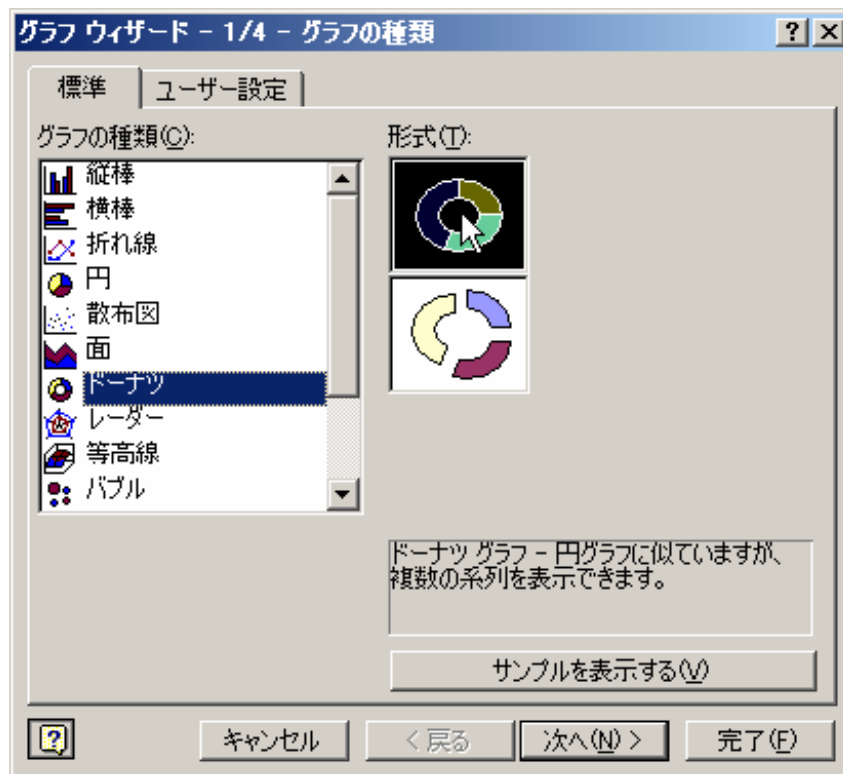 グラフ ウィザード - 1/4 - グラフの種類
標準
ユーザー設定
グラフの種類(C):
縦棒
横棒
折れ線
円
散布図
面
ドーナツ
レーダー
等高線
バブル
形式(T):
ドーナツ グラフ - 円グラフに似ていますが、
複数の系列を表示できます。
サンプルを表示する(V)
キャンセル
< 戻る
次へ(N) >
完了(F)